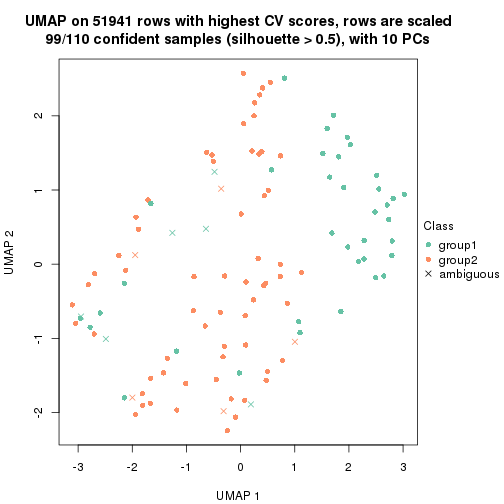 UMAP on 51941 rows with highest CV scores, rows are scaled
99/110 confident samples (silhouette > 0.5), with 10 PCs
UMAP 2
2
1
0
-1
-2
-3
-2
-1
0
1
2
3
UMAP 1
Class
group1
group2
ambiguous